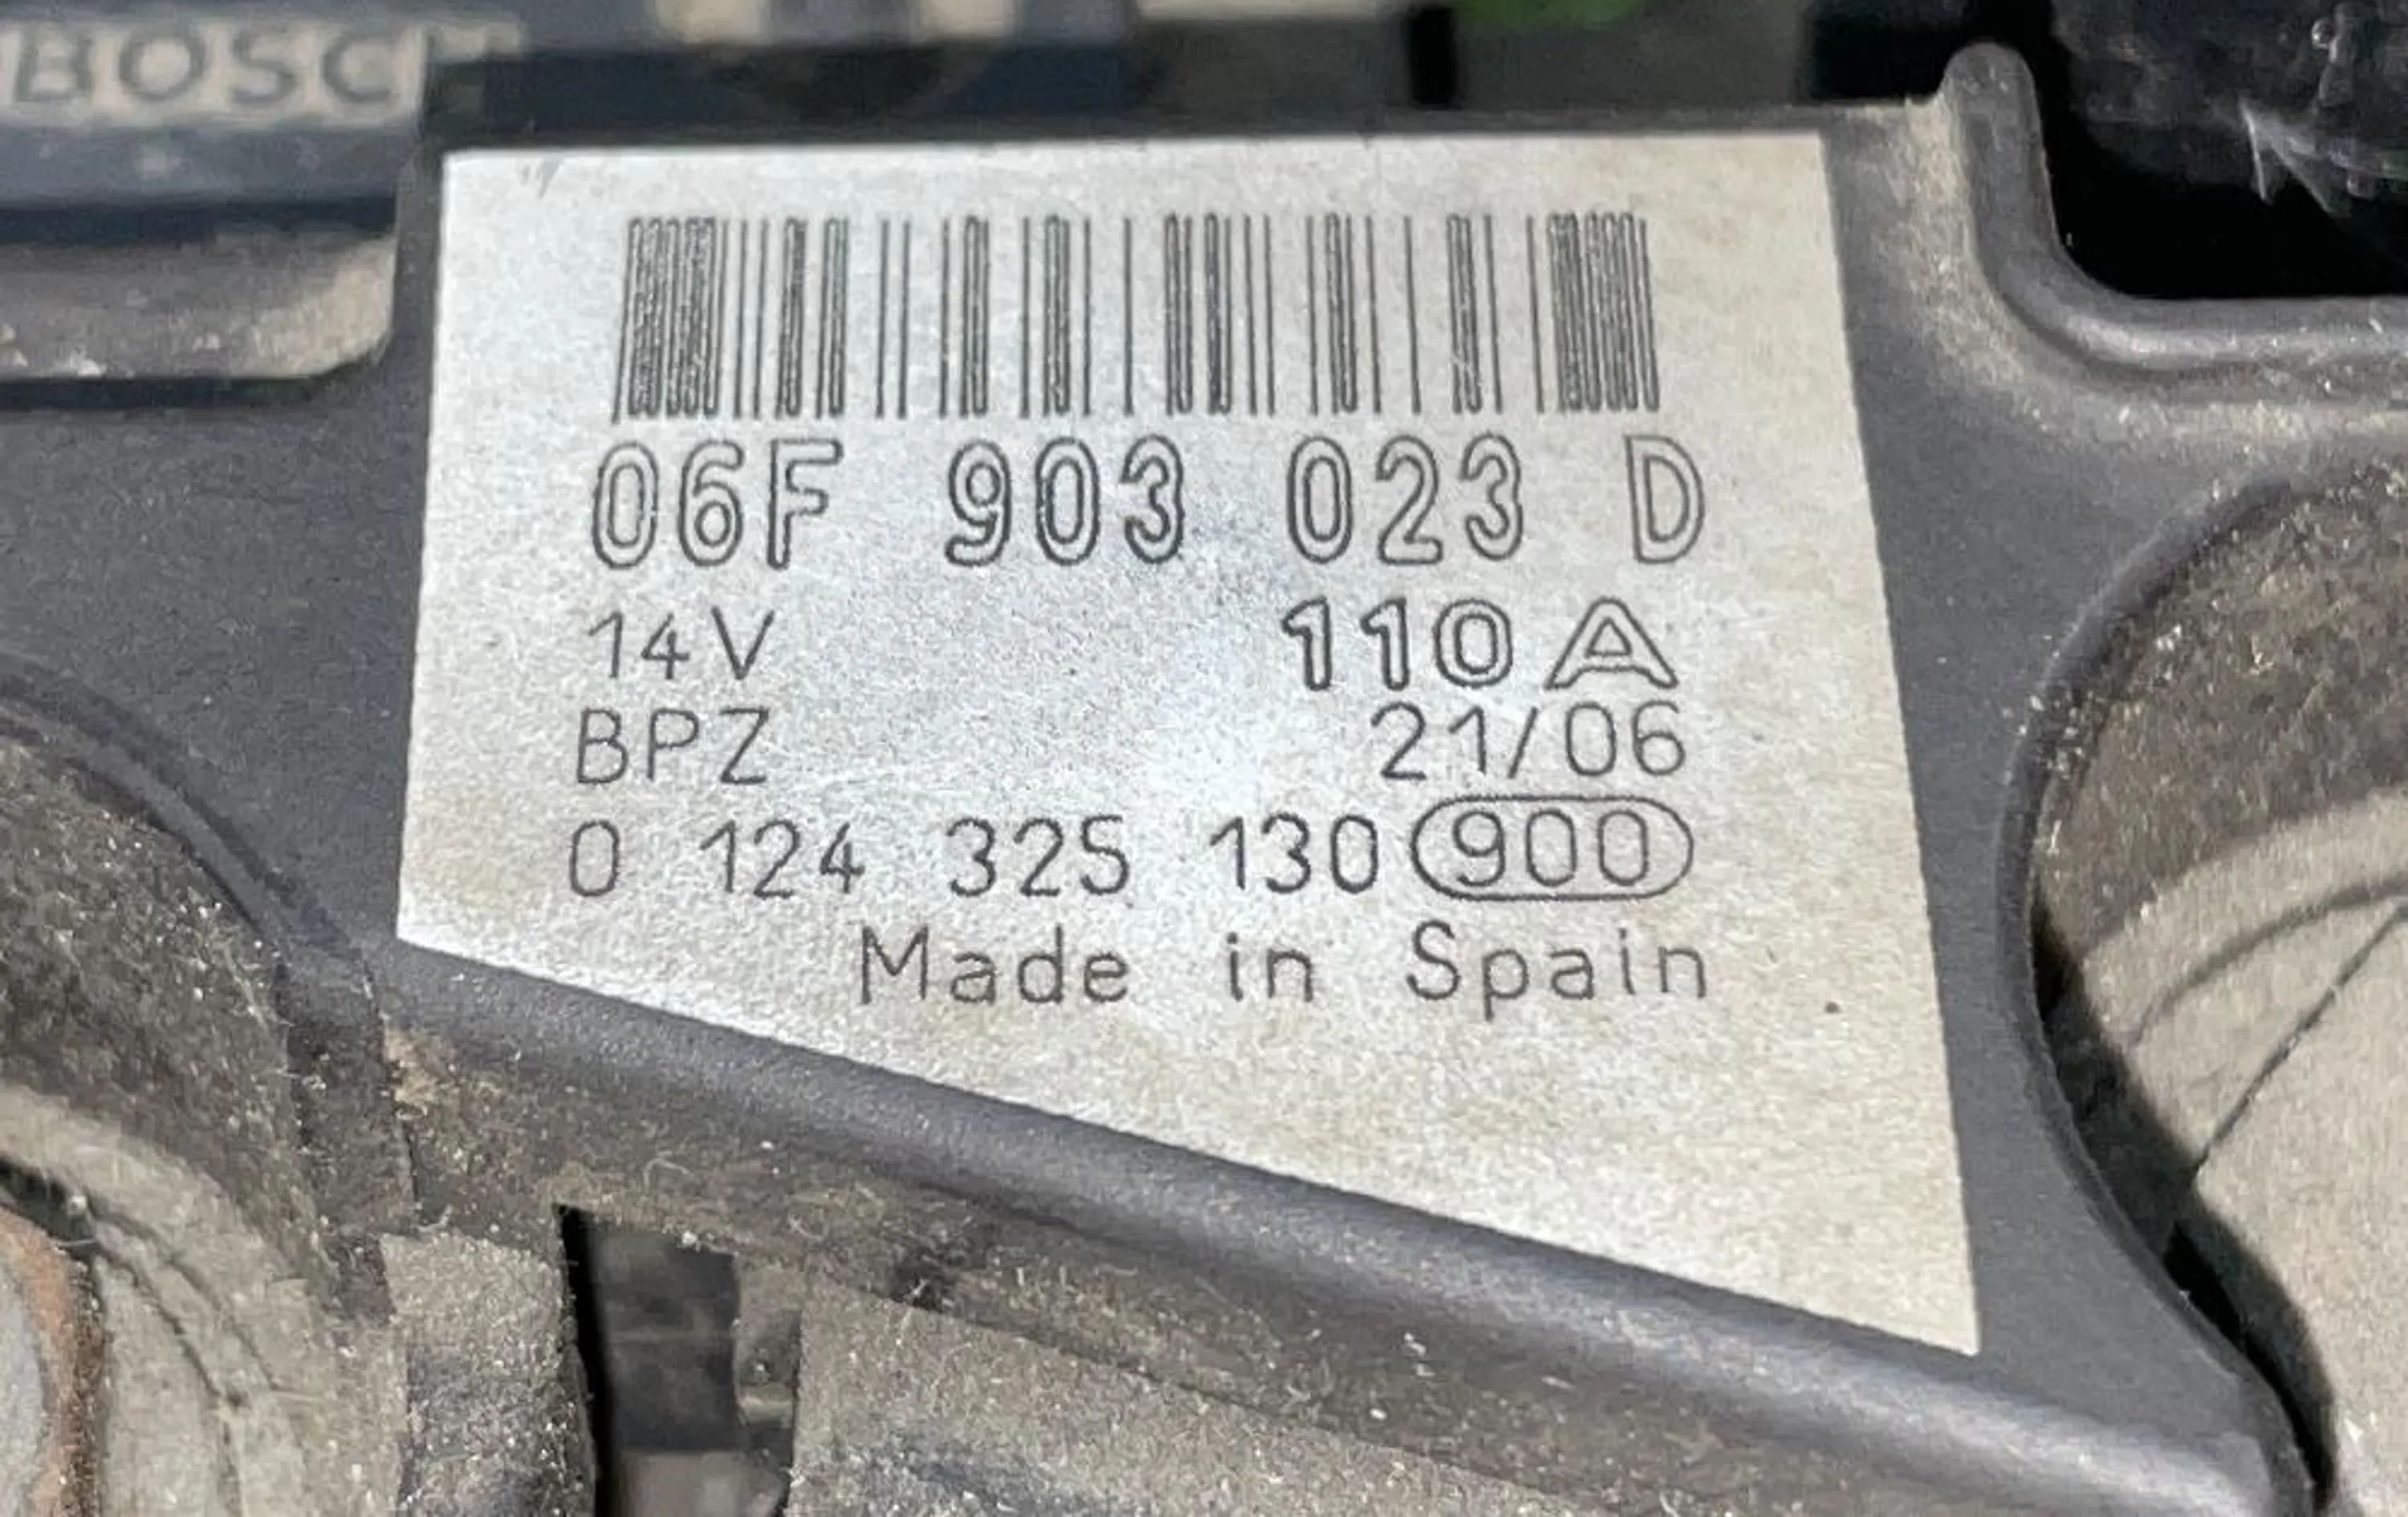 BOSCH
06F 903 023 D
14V 110A
BPZ 21/06
0 124 325 130 900
Made in Spain